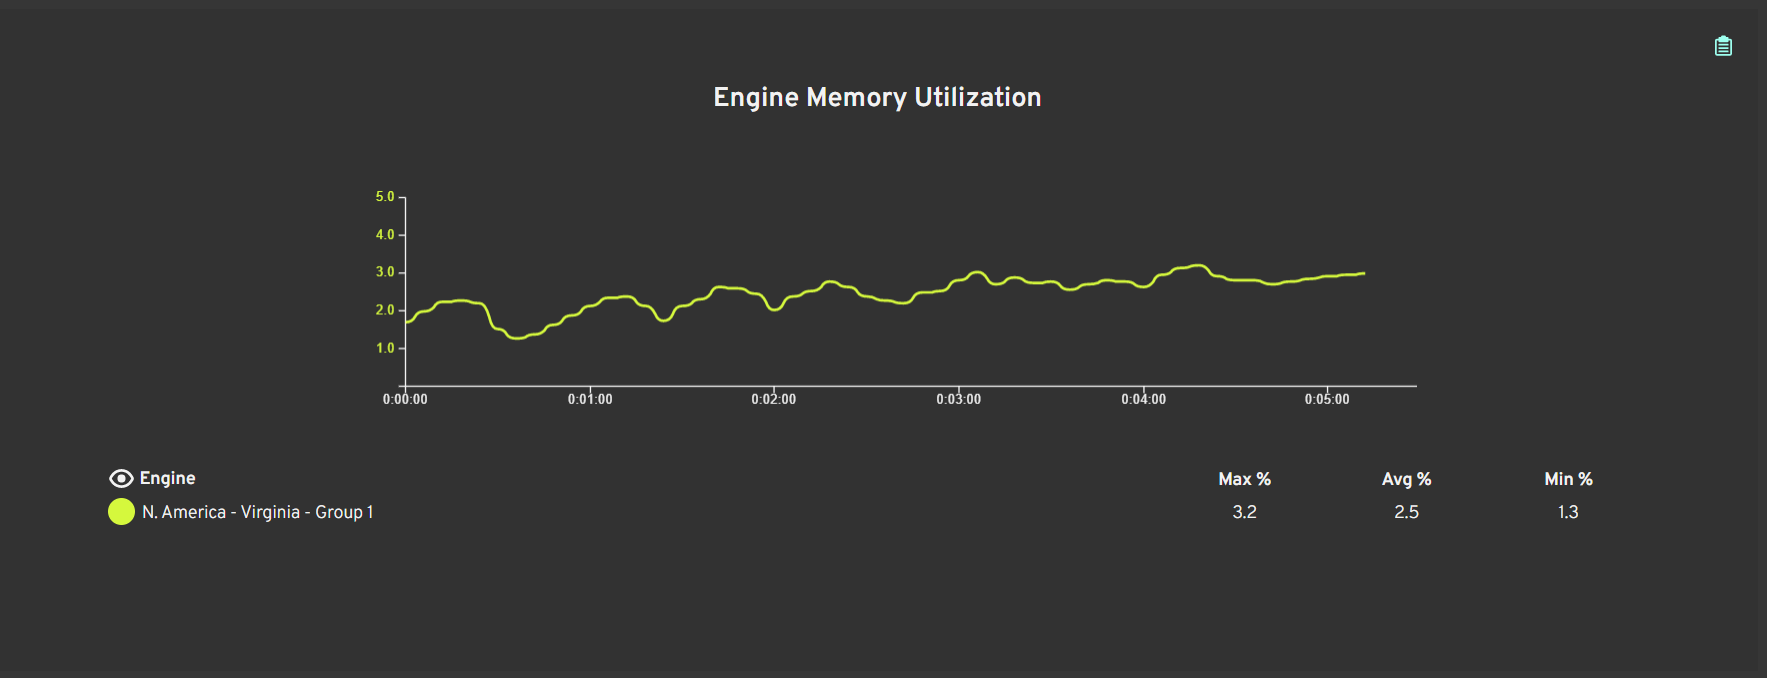 Engine Memory Utilization
5.0
4.0
3.0
2.0
1.0
0:00:00 0:01:00 0:02:00 0:03:00 0:04:00 0:05:00
Engine Max % Avg % Min %
N. America - Virginia - Group 1 3.2 2.5 1.3